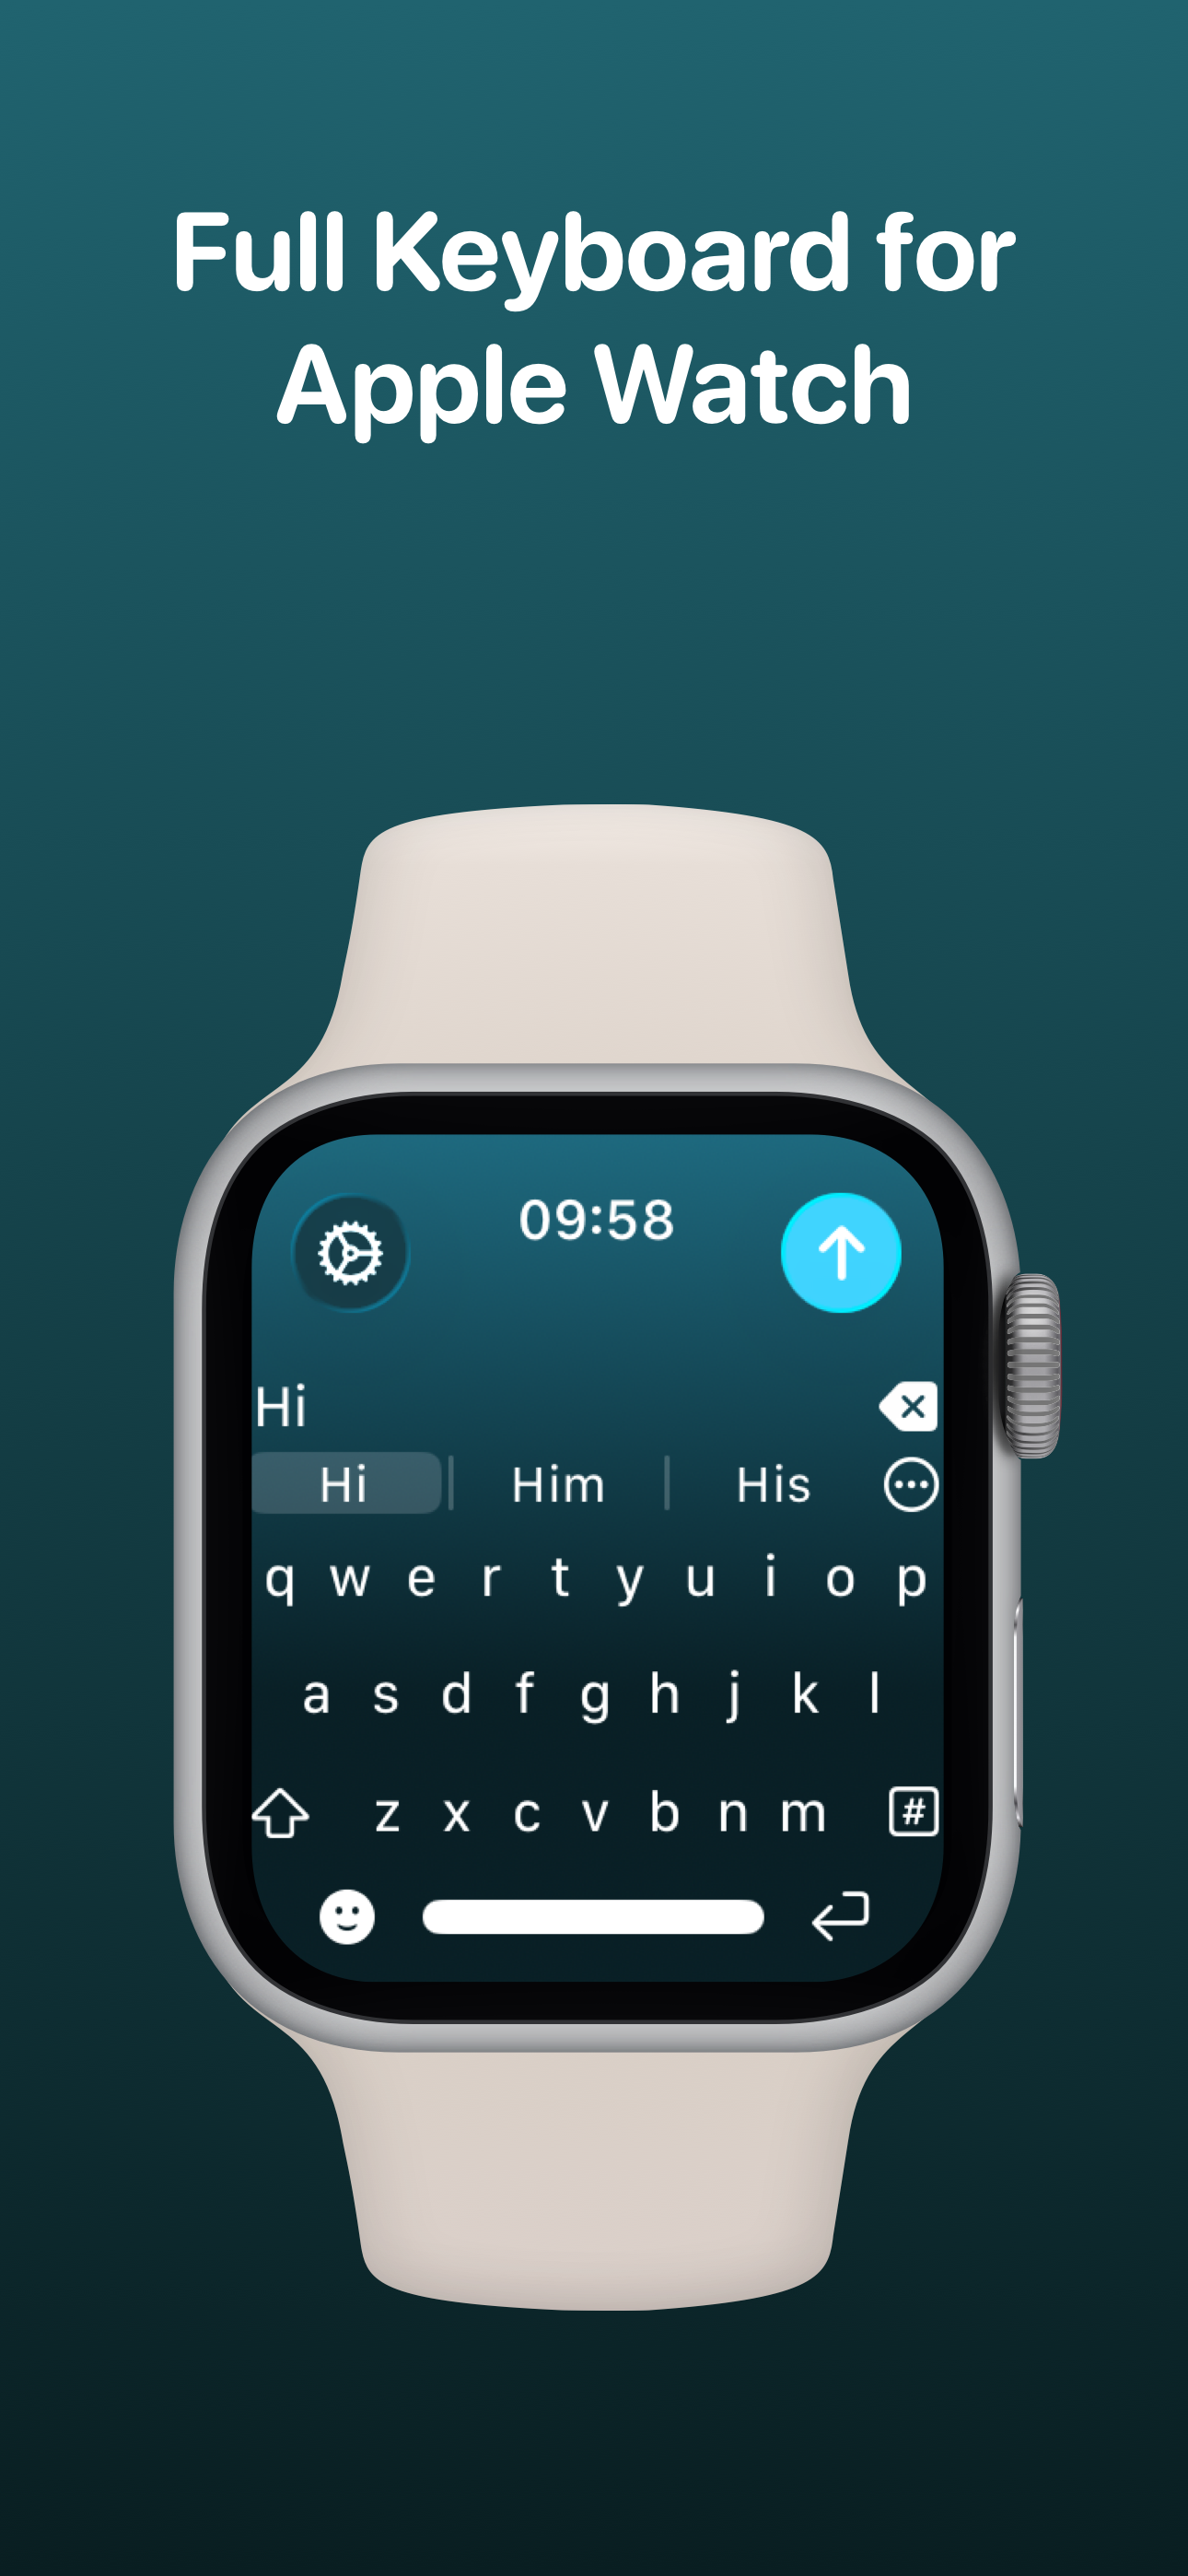 Full Keyboard for
Apple Watch
09:58
Hi
Hi Him His
q w e r t y u i o p
a s d f g h j k l
z x c v b n m #